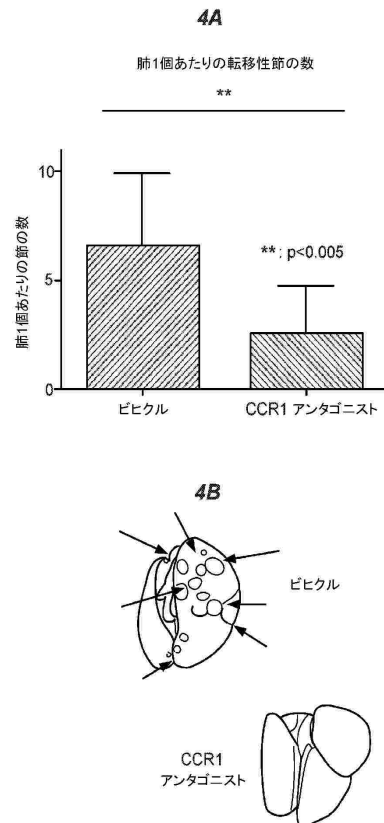 4A
肺1個あたりの転移性節の数
**
肺1個あたりの節の数
10
5
0
**: p<0.005
ビヒクル
CCR1 アンタゴニスト
4B
ビヒクル
CCR1
アンタゴニスト